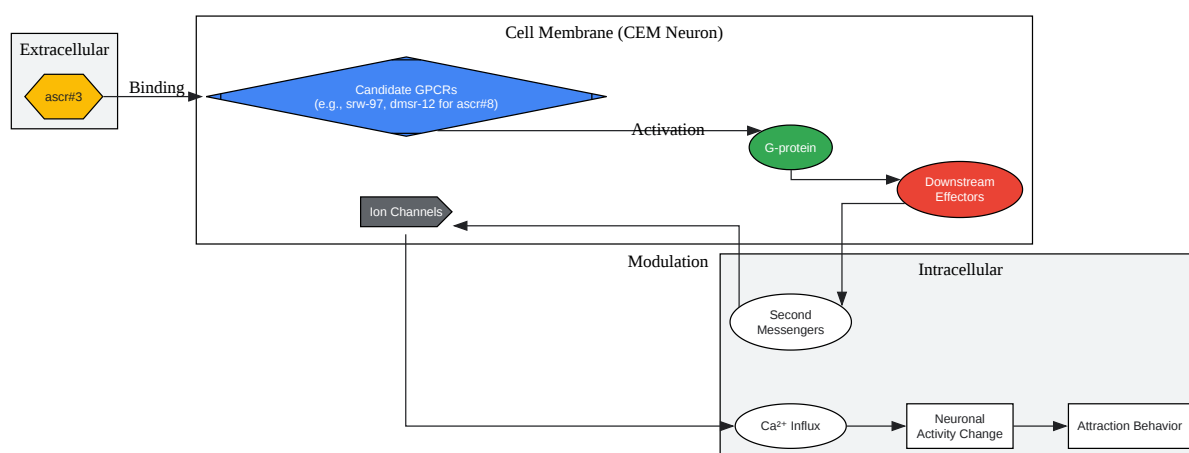 Cell Membrane (CEM Neuron)
Extracellular
ascr#3
Binding
Candidate GPCRs
(e.g., srw-97, dmsr-12 for ascr#8)
Activation
G-protein
Downstream
Effectors
Ion Channels
Modulation
Intracellular
Second
Messengers
Ca²⁺ Influx
Neuronal
Activity Change
Attraction Behavior